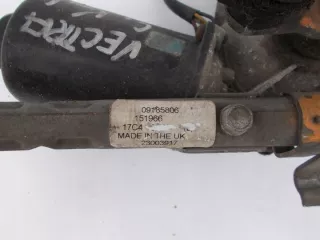 VECTRA
09185806
151966
17C4
MADE IN THE UK
23003937